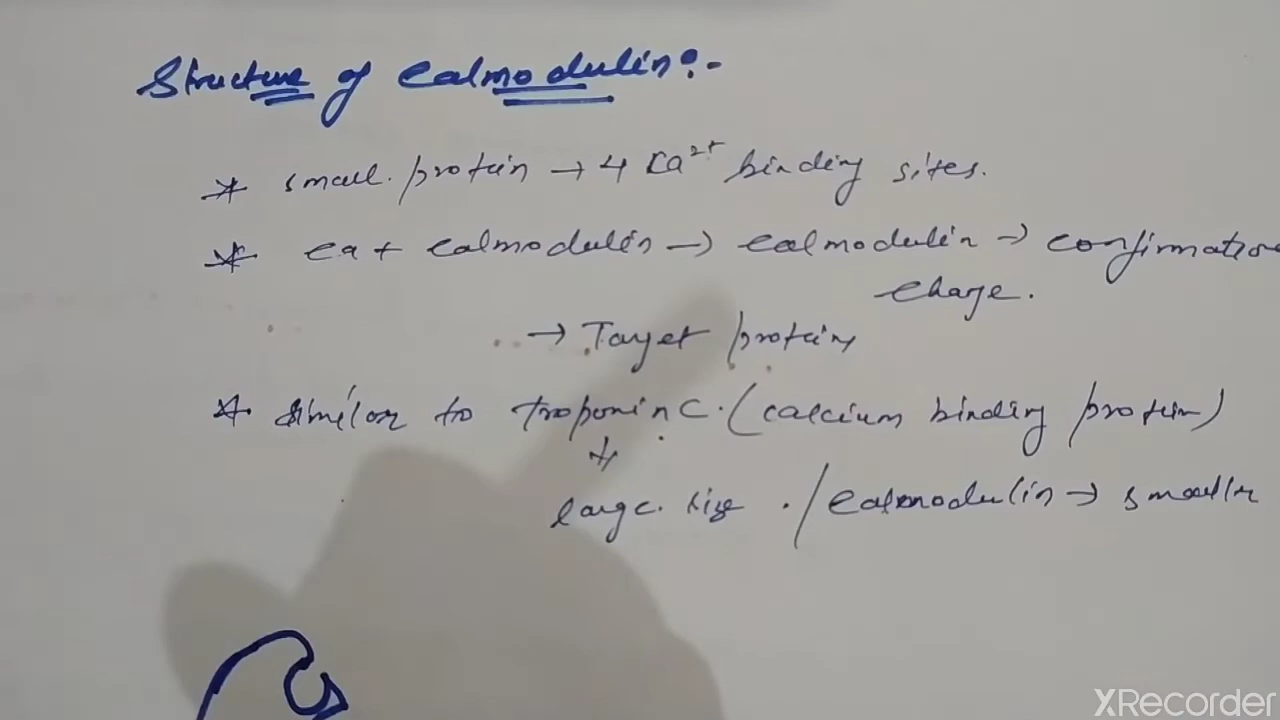 Structure of Calmodulin:-
* small protein → 4 Ca²⁺ binding sites.
* Ca + Calmodulin → Calmodulin → Confirmation
Change.
→ Target protein
* Similar to troponin C. (calcium binding protein)
↓
large size. / Calmodulin → smaller
XRecorder